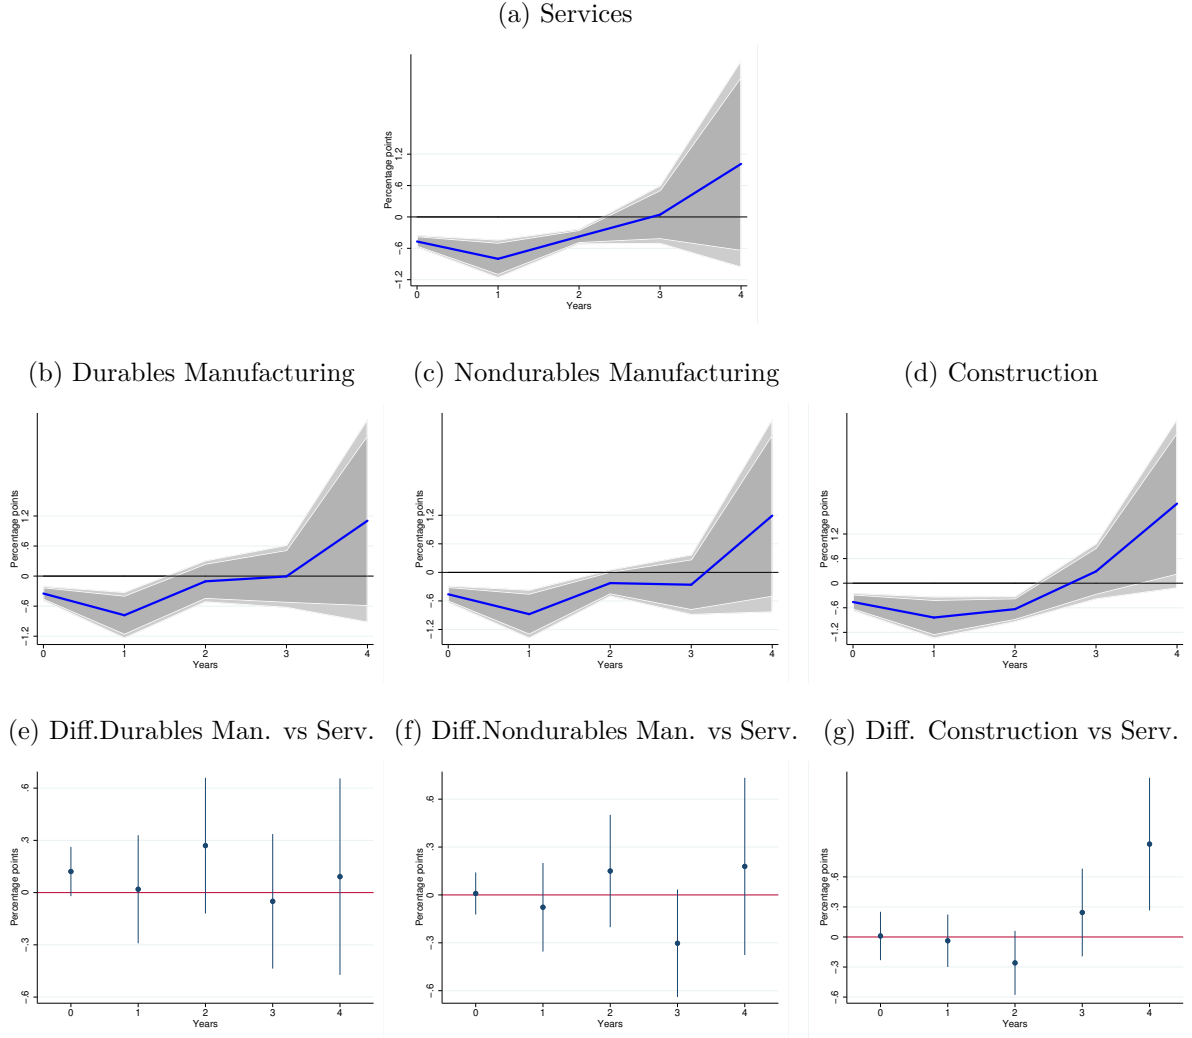 (a) Services
Percentage points
1.2
.6
0
−.6
−1.2
0 1 2 3 4
Years
(b) Durables Manufacturing
Percentage points
1.2
.6
0
−.6
−1.2
0 1 2 3 4
Years
(c) Nondurables Manufacturing
Percentage points
1.2
.6
0
−.6
−1.2
0 1 2 3 4
Years
(d) Construction
Percentage points
1.2
.6
0
−.6
−1.2
0 1 2 3 4
Years
(e) Diff.Durables Man. vs Serv.
Percentage points
.6
.3
0
−.3
−.6
0 1 2 3 4
Years
(f) Diff.Nondurables Man. vs Serv.
Percentage points
.6
.3
0
−.3
−.6
0 1 2 3 4
Years
(g) Diff. Construction vs Serv.
Percentage points
.6
.3
0
−.3
−.6
0 1 2 3 4
Years